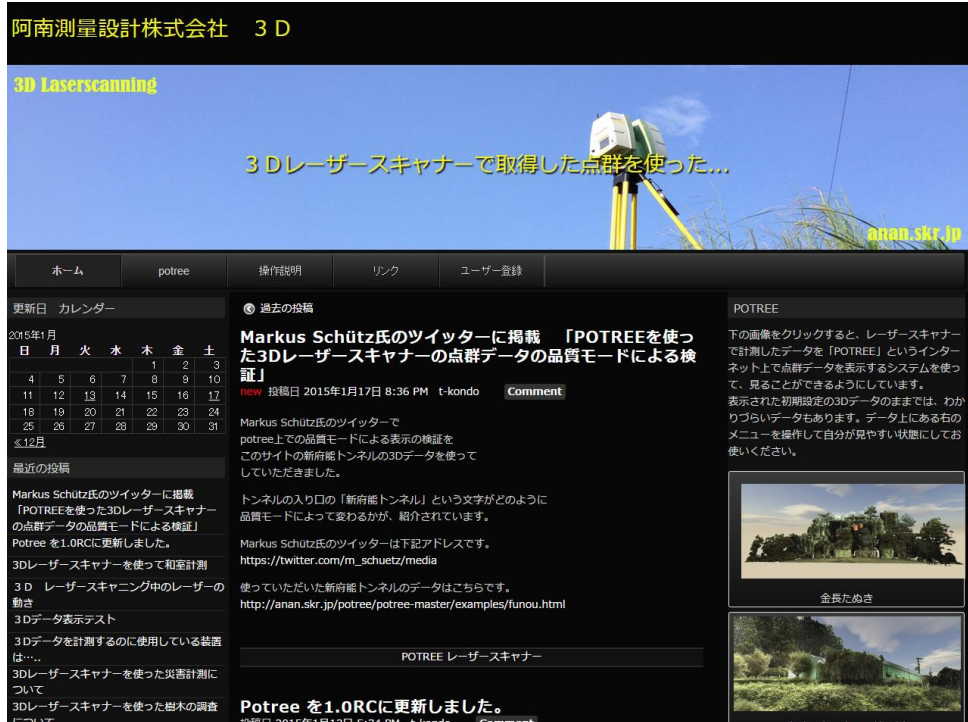 阿南測量設計株式会社　３Ｄ
3D Laserscanning
３Ｄレーザースキャナーで取得した点群を使った…
anan.skr.jp
ホーム potree 操作説明 リンク ユーザー登録
更新日　カレンダー
2015年1月
日 月 火 水 木 金 土
1 2 3
4 5 6 7 8 9 10
11 12 13 14 15 16 17
18 19 20 21 22 23 24
25 26 27 28 29 30 31
≪12月
最近の投稿
Markus Schütz氏のツイッターに掲載
「POTREEを使った3Dレーザースキャナー
の点群データの品質モードによる検証」
Potree を1.0RCに更新しました。
3Dレーザースキャナーを使って和室計測
３Ｄ　レーザースキャニング中のレーザーの
動き
３Dデータ表示テスト
３Dデータを計測するのに使用している装置
は…..
3Dレーザースキャナーを使った災害計測に
ついて
3Dレーザースキャナーを使った樹木の調査
について
過去の投稿
Markus Schütz氏のツイッターに掲載　「POTREEを使っ
た3Dレーザースキャナーの点群データの品質モードによる検
証」
new 投稿日 2015年1月17日 8:36 PM t-kondo Comment
Markus Schütz氏のツイッターで
potree上での品質モードによる表示の検証を
このサイトの新府能トンネルの3Dデータを使って
していただきました。
トンネルの入り口の「新府能トンネル」という文字がどのように
品質モードによって変わるかが、紹介されています。
Markus Schütz氏のツイッターは下記アドレスです。
https://twitter.com/m_schuetz/media
使っていただいた新府能トンネルのデータはこちらです。
http://anan.skr.jp/potree/potree-master/examples/funou.html
POTREE レーザースキャナー
Potree を1.0RCに更新しました。
投稿日 2015年1月13日 5:34 PM t-kondo Comment
POTREE
下の画像をクリックすると、レーザースキャナー
で計測したデータを「POTREE」というインター
ネット上で点群データを表示するシステムを使っ
て、見ることができるようにしています。
表示された初期設定の3Dデータのままでは、わか
りづらいデータもあります。データ上にある右の
メニューを操作して自分が見やすい状態にしてお
使いください。
金長たぬき